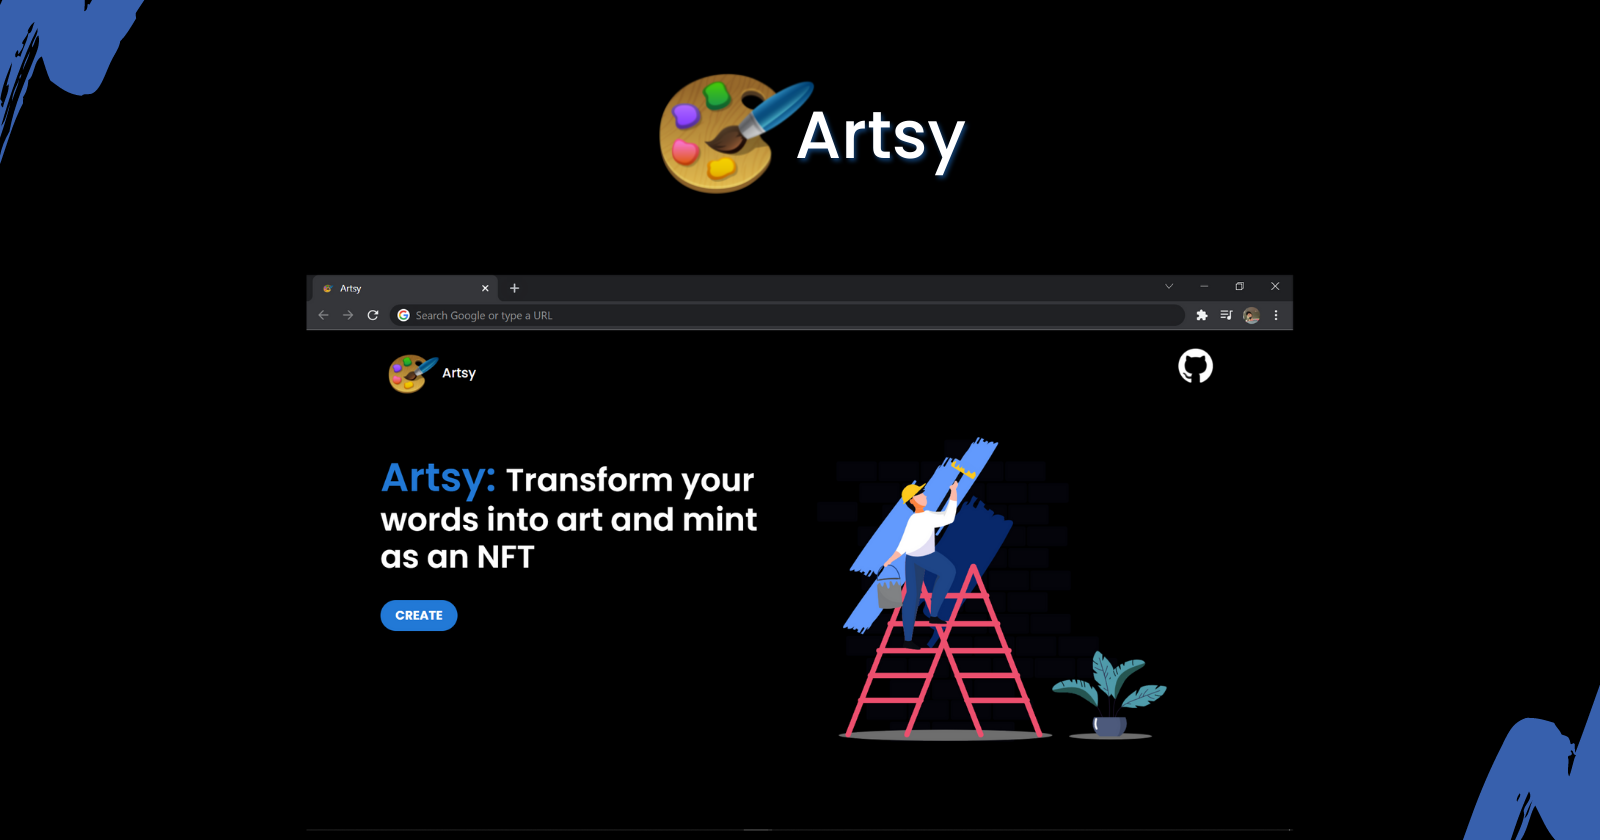 Artsy
Artsy
Search Google or type a URL
Artsy
Artsy: Transform your
words into art and mint
as an NFT
CREATE